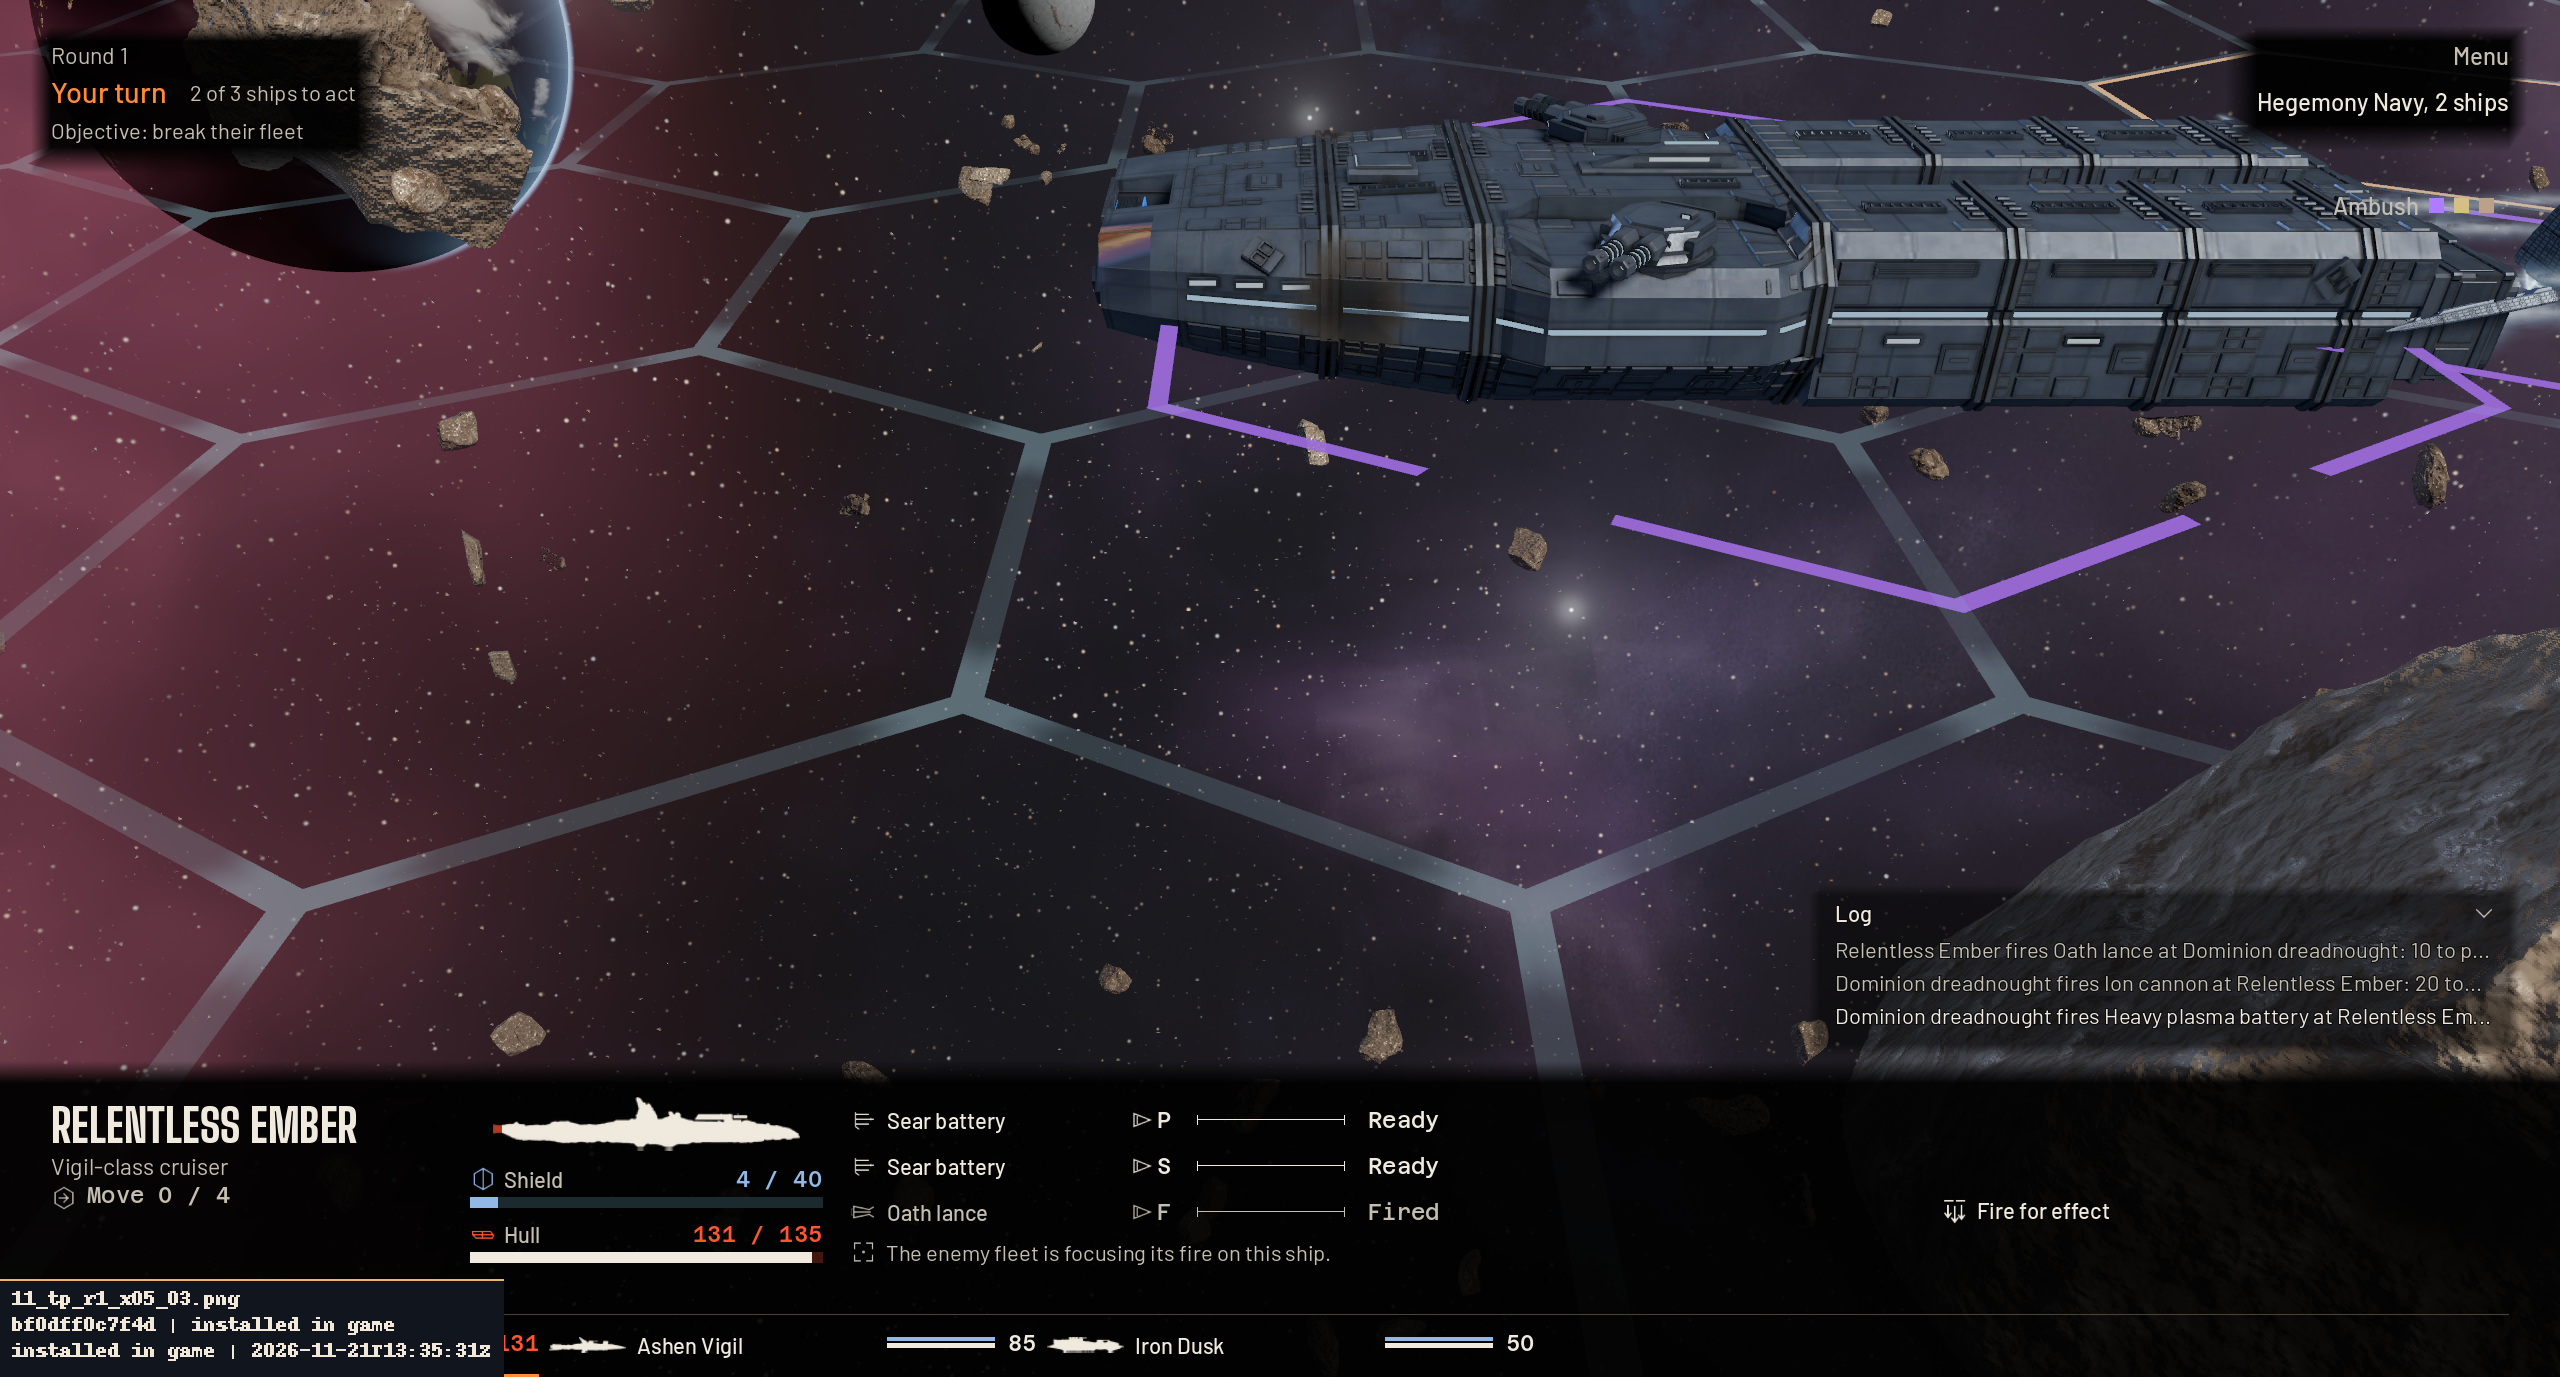 Round 1
Your turn 2 of 3 ships to act
Objective: break their fleet
Menu
Hegemony Navy, 2 ships
Ambush
Log
Relentless Ember fires Oath lance at Dominion dreadnought: 10 to p...
Dominion dreadnought fires Ion cannon at Relentless Ember: 20 to...
Dominion dreadnought fires Heavy plasma battery at Relentless Em...
RELENTLESS EMBER
Vigil-class cruiser
Move 0 / 4
Shield 4 / 40
Hull 131 / 135
Sear battery P Ready
Sear battery S Ready
Oath lance F Fired
The enemy fleet is focusing its fire on this ship.
Fire for effect
11_tp_r1_x05_03.png
bf0dff0c7f4d | installed in game
installed in game | 2026-11-21T13:35:31Z
131 Ashen Vigil 85 Iron Dusk 50